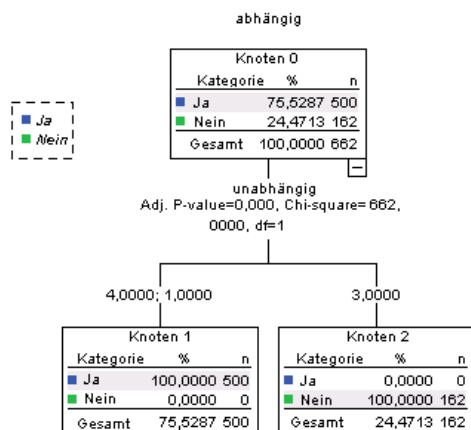 abhängig
Knoten 0
Kategorie % n
Ja 75,5287 500
Nein 24,4713 162
Gesamt 100,0000 662
Ja
Nein
unabhängig
Adj. P-value=0,000, Chi-square=662,
0000, df=1
4,0000; 1,0000
3,0000
Knoten 1
Kategorie % n
Ja 100,0000 500
Nein 0,0000 0
Gesamt 75,5287 500
Knoten 2
Kategorie % n
Ja 0,0000 0
Nein 100,0000 162
Gesamt 24,4713 162